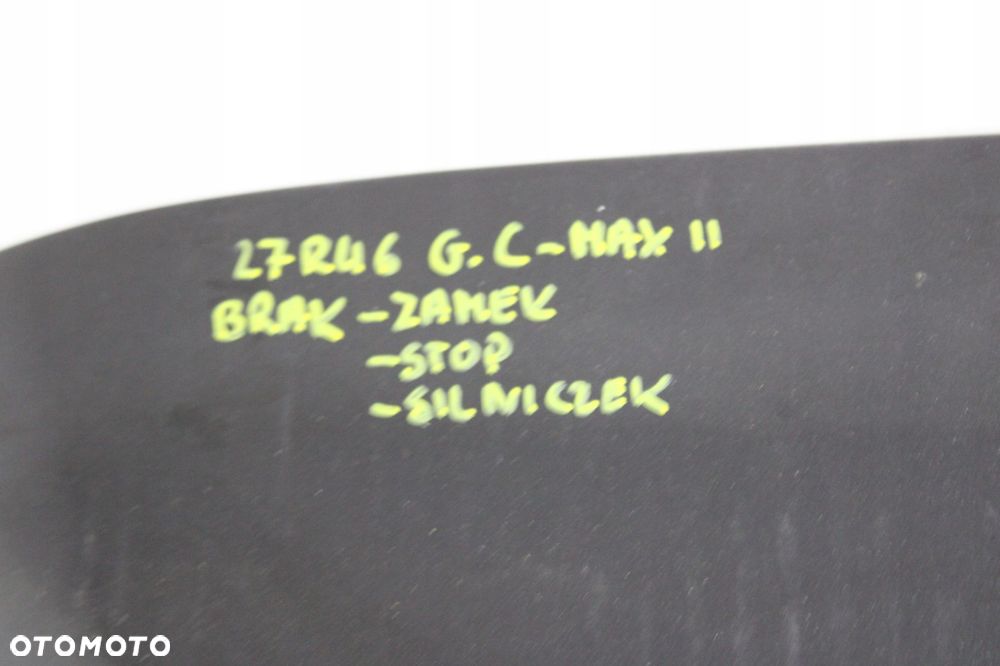 27R46 G.C-MAX II
BRAK -ZAMEK
-STOP
-SILNICZEK
OTOMOTO